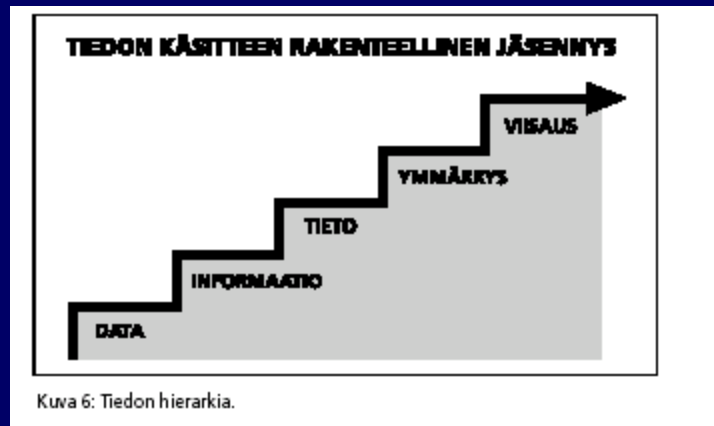 TIEDON KÄSITTEEN RAKENTEELLINEN JÄSENNYS
VIISAUS
YMMÄRRYS
TIETO
INFORMAATIO
DATA
Kuva 6: Tiedon hierarkia.